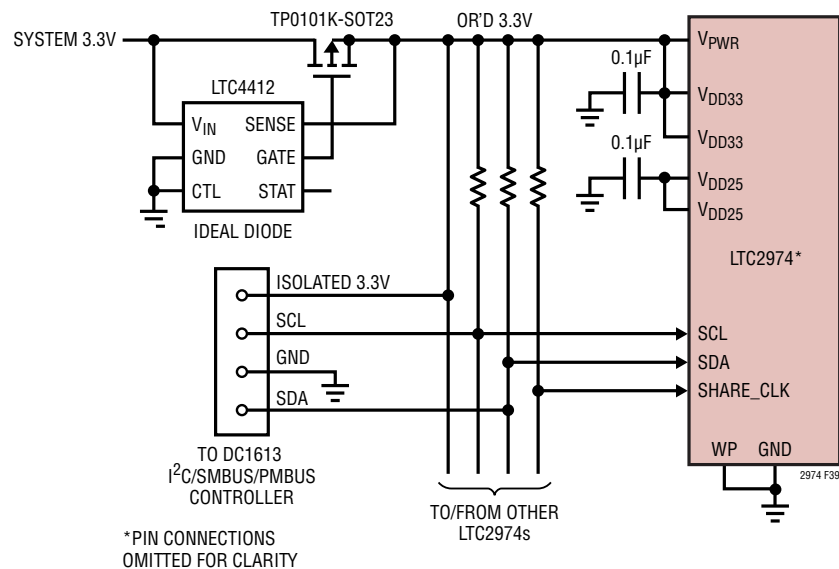 TP0101K-SOT23
SYSTEM 3.3V
OR'D 3.3V
LTC4412
VIN
SENSE
GND
GATE
CTL
STAT
IDEAL DIODE
0.1µF
0.1µF
VPWR
VDD33
VDD33
VDD25
VDD25
LTC2974*
SCL
SDA
SHARE_CLK
WP
GND
2974 F39
ISOLATED 3.3V
SCL
GND
SDA
TO DC1613
I2C/SMBUS/PMBUS
CONTROLLER
TO/FROM OTHER
LTC2974s
*PIN CONNECTIONS
OMITTED FOR CLARITY